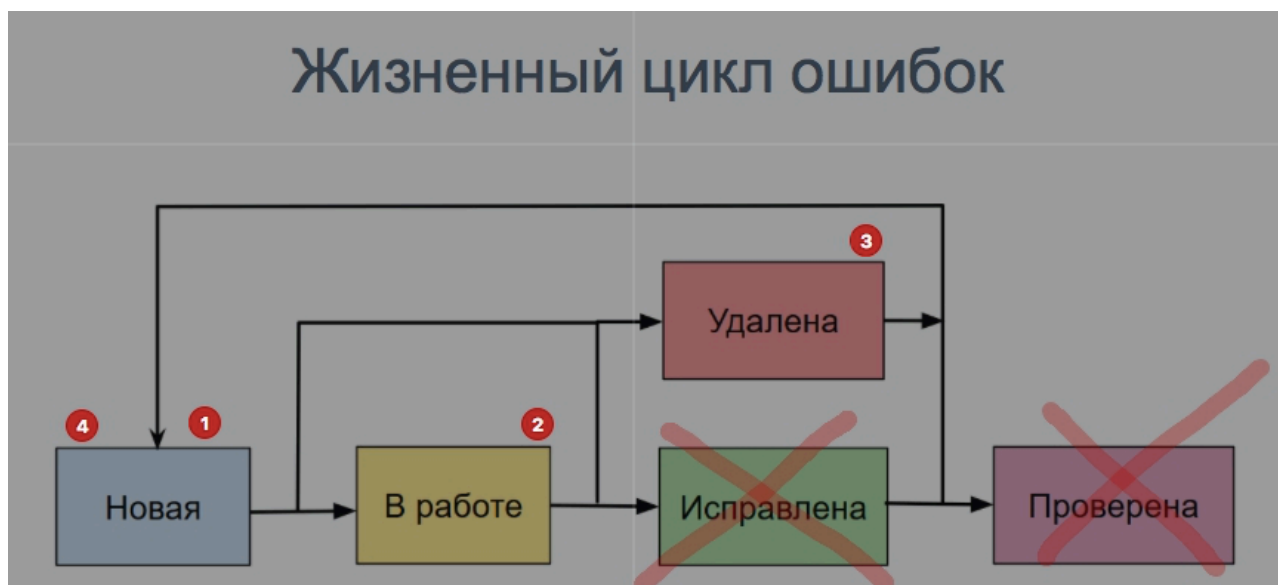 Жизненный цикл ошибок
3
Удалена
4
1
2
Новая
В работе
Исправлена
Проверена